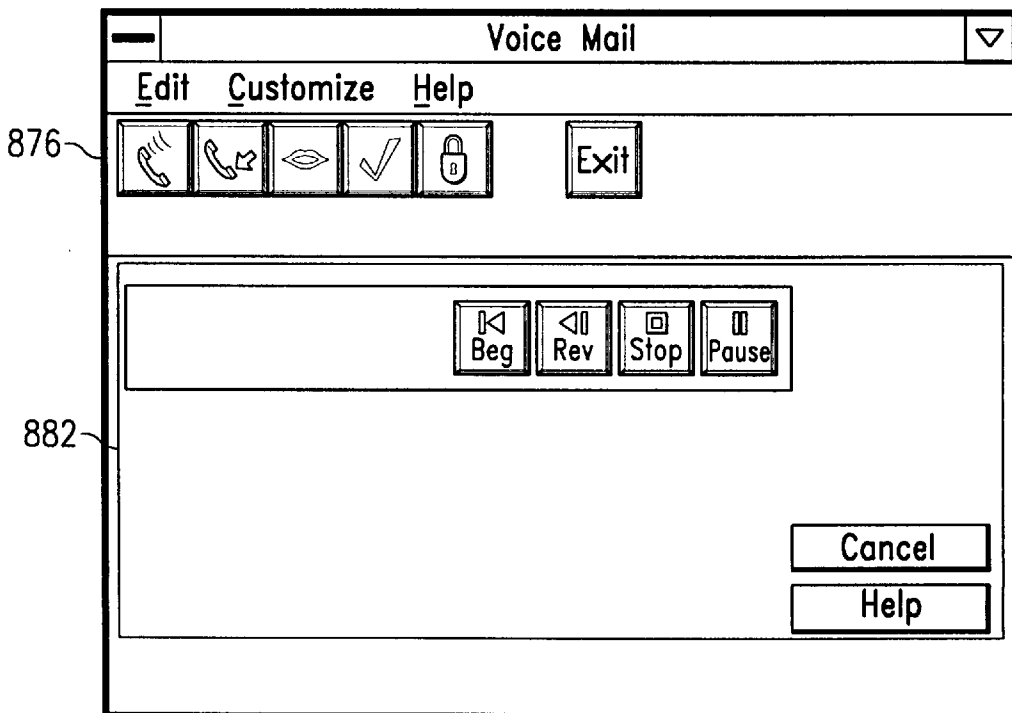 Voice Mail
Edit Customize Help
876
Exit
Beg Rev Stop Pause
882
Cancel
Help